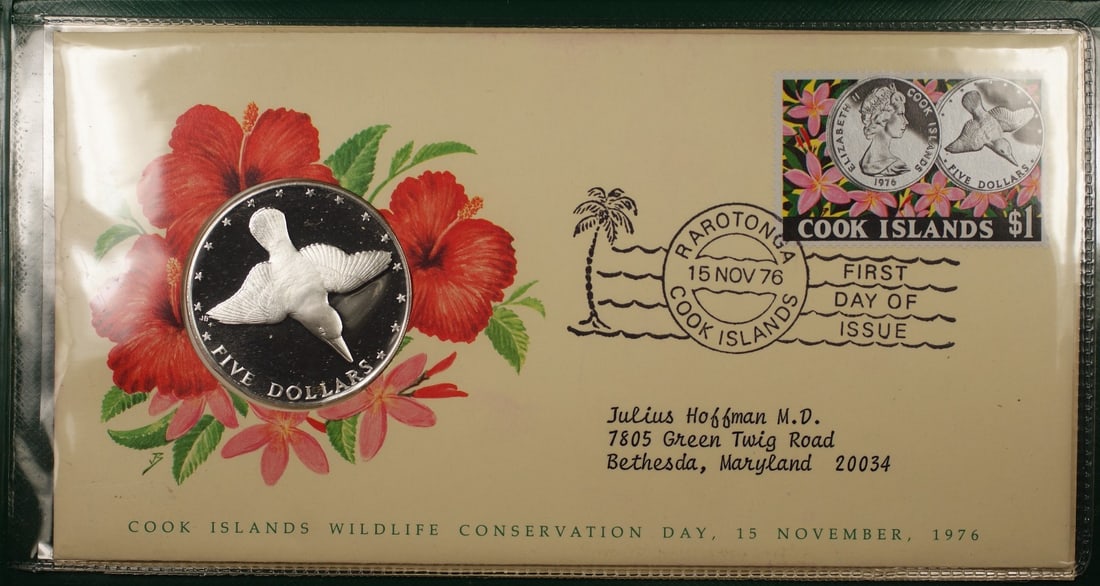 FIVE DOLLARS
JB
ELIZABETH II
COOK ISLANDS
1976
FIVE DOLLARS
COOK ISLANDS $1
RAROTONGA
15 NOV 76
COOK ISLANDS
FIRST
DAY OF
ISSUE
Julius Hoffman M.D.
7805 Green Twig Road
Bethesda, Maryland 20034
COOK ISLANDS WILDLIFE CONSERVATION DAY, 15 NOVEMBER, 1976